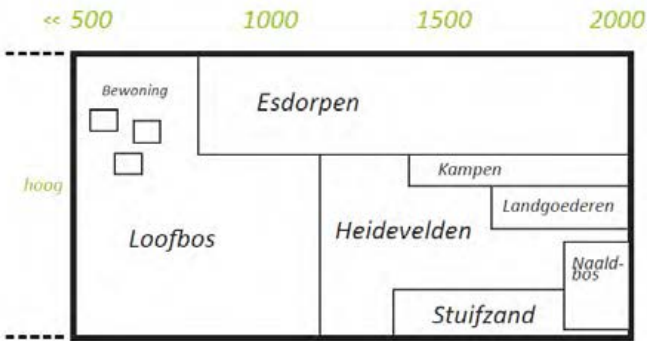 << 500 1000 1500 2000
Bewoning
Esdorpen
Kampen
hoog
Landgoederen
Loofbos
Heidevelden
Naald-
bos
Stuifzand